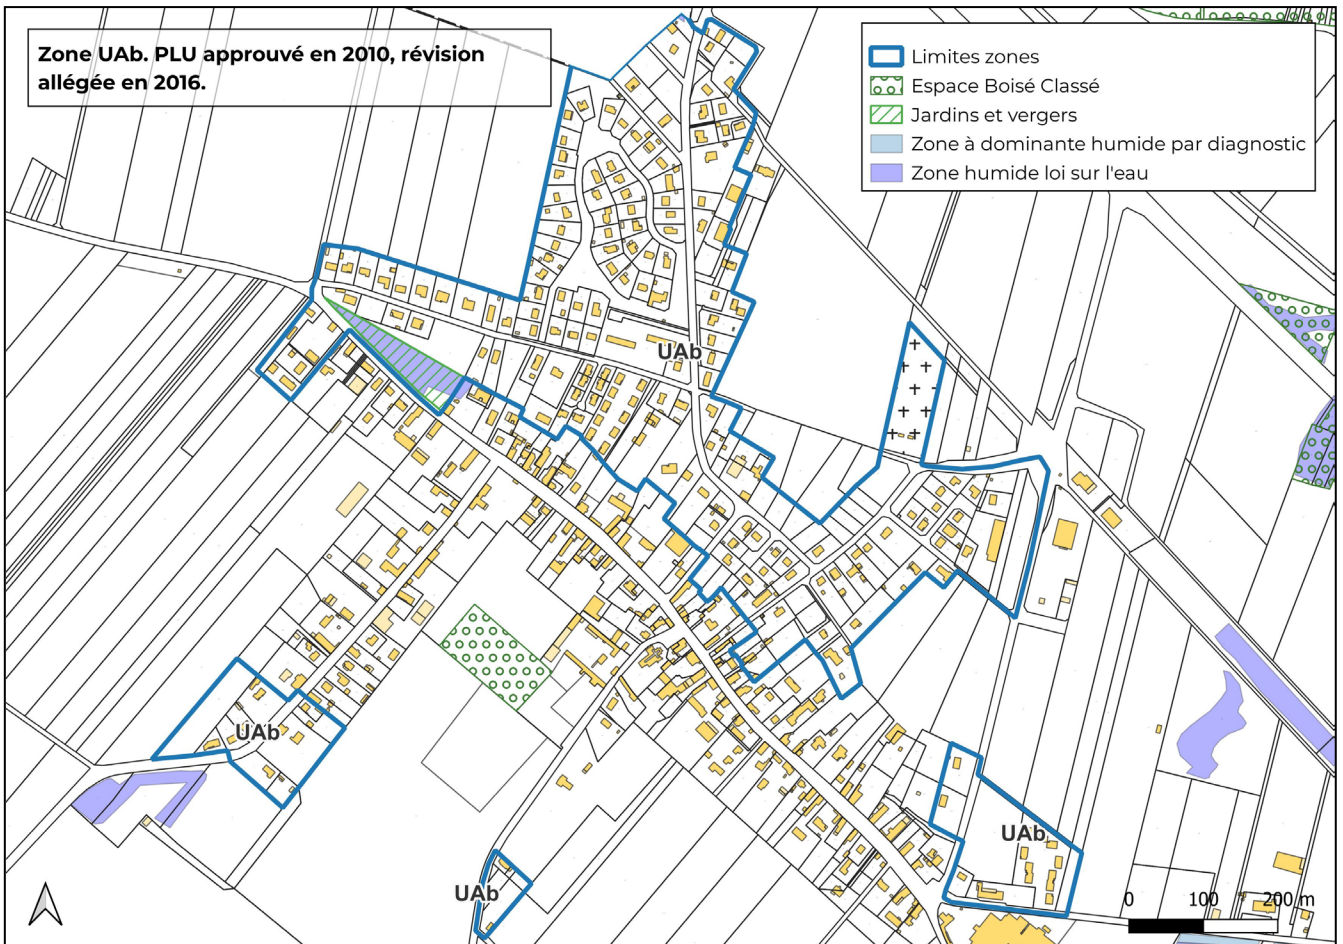 Zone UAb. PLU approuvé en 2010, révision
allégée en 2016.
Limites zones
Espace Boisé Classé
Jardins et vergers
Zone à dominante humide par diagnostic
Zone humide loi sur l'eau
UAb
UAb
UAb
UAb
0 100 200 m